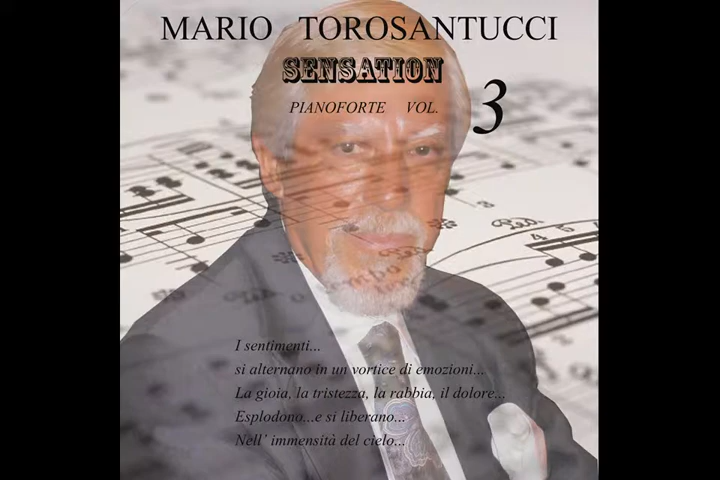 MARIO TOROSANTUCCI
SENSATION
PIANOFORTE VOL. 3
I sentimenti...
si alternano in un vortice di emozioni...
La gioia, la tristezza, la rabbia, il dolore...
Esplodono...e si liberano...
Nell' immensità del cielo...